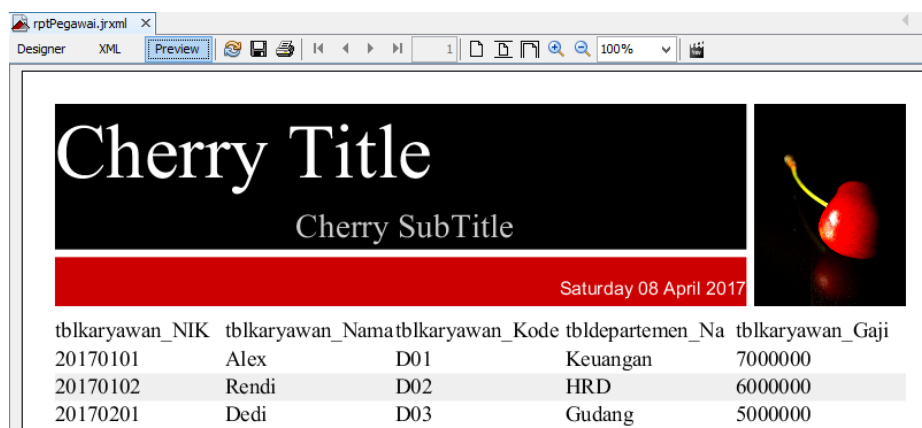 rptPegawai.jrxml
Designer XML Preview 1 100%
Cherry Title
Cherry SubTitle
Saturday 08 April 2017
tblkaryawan_NIK tblkaryawan_Nama tblkaryawan_Kode tbldepartemen_Na tblkaryawan_Gaji
20170101 Alex D01 Keuangan 7000000
20170102 Rendi D02 HRD 6000000
20170201 Dedi D03 Gudang 5000000